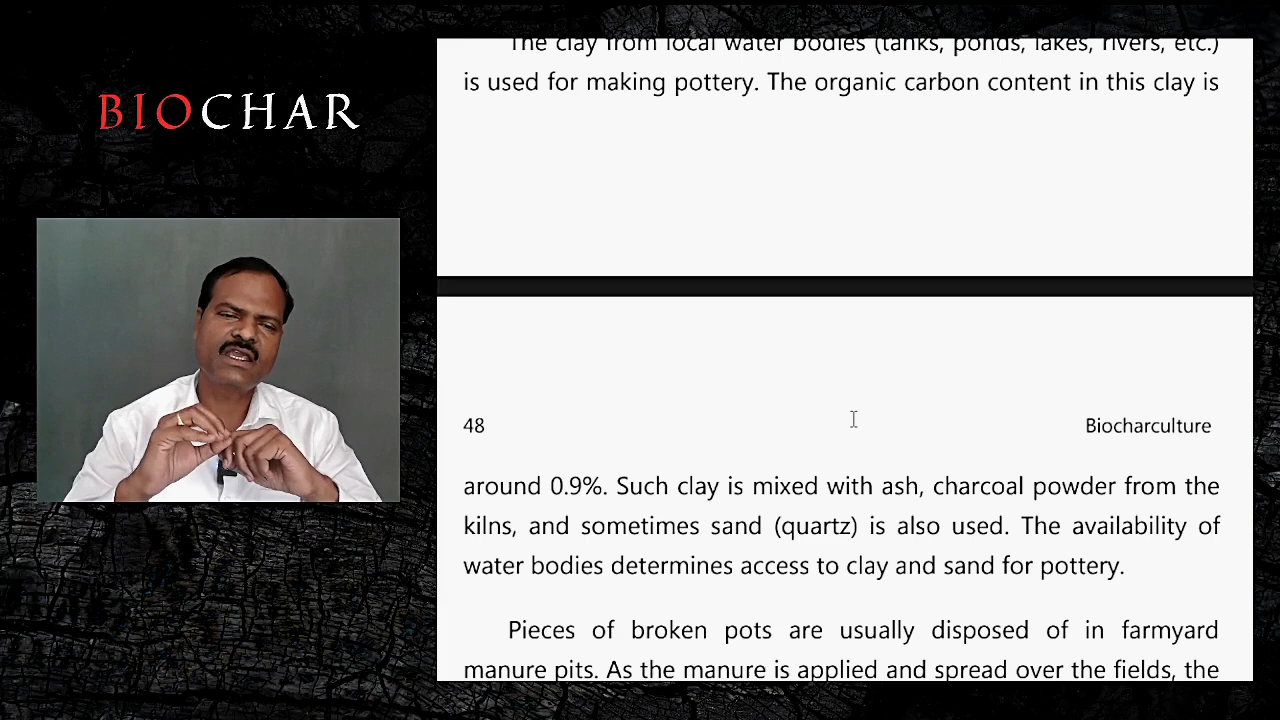 BIOCHAR
The clay from local water bodies (tanks, ponds, lakes, rivers, etc.)
is used for making pottery. The organic carbon content in this clay is
48 Biocharculture
around 0.9%. Such clay is mixed with ash, charcoal powder from the
kilns, and sometimes sand (quartz) is also used. The availability of
water bodies determines access to clay and sand for pottery.
Pieces of broken pots are usually disposed of in farmyard
manure pits. As the manure is applied and spread over the fields, the